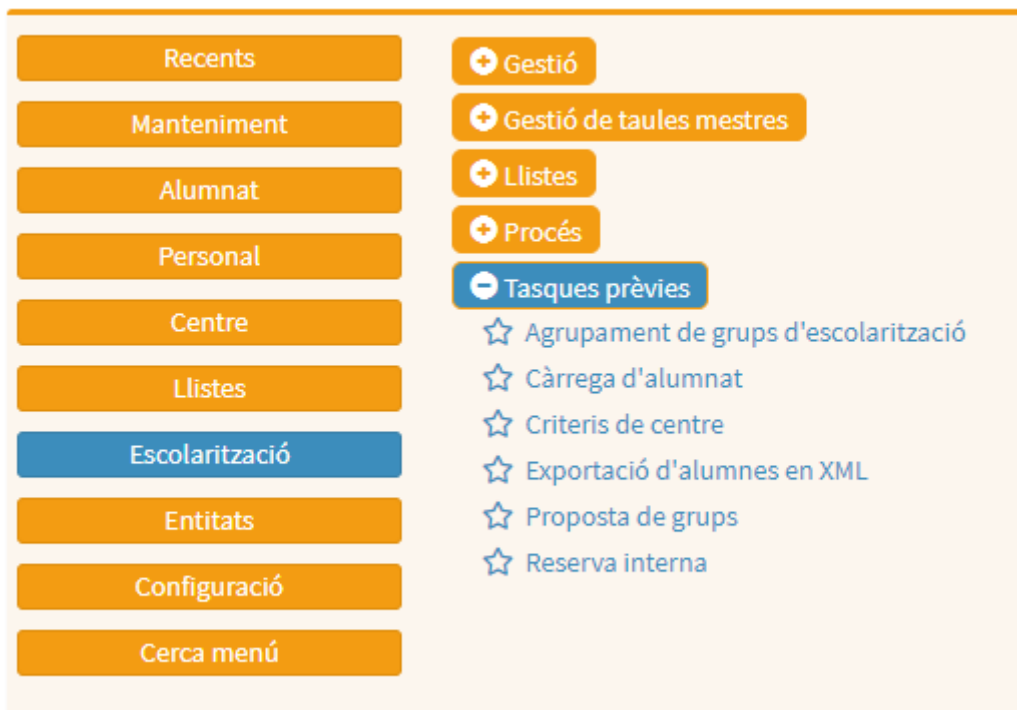 Recents
Manteniment
Alumnat
Personal
Centre
Llistes
Escolarització
Entitats
Configuració
Cerca menú
Gestió
Gestió de taules mestres
Llistes
Procés
Tasques prèvies
Agrupament de grups d'escolarització
Càrrega d'alumnat
Criteris de centre
Exportació d'alumnes en XML
Proposta de grups
Reserva interna